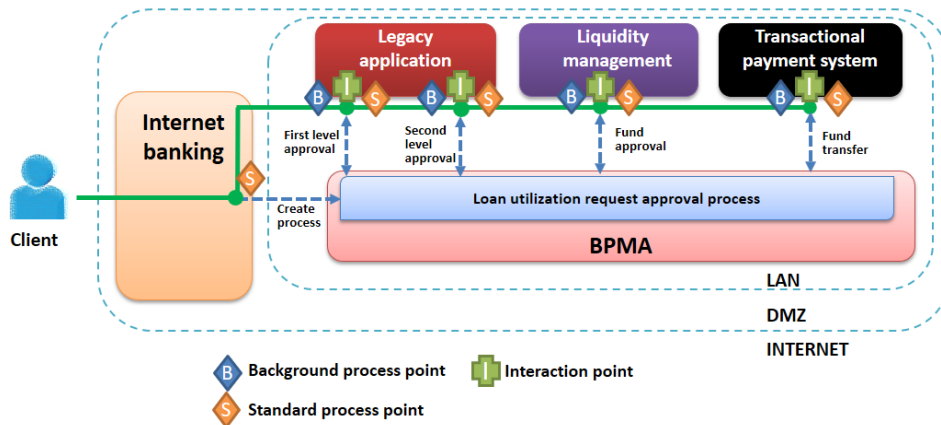 Legacy
application
Liquidity
management
Transactional
payment system
B
I
S
B
I
S
B
I
S
B
I
S
Internet
banking
First level
approval
Second
level
approval
Fund
approval
Fund
transfer
S
Client
Create
process
Loan utilization request approval process
BPMA
LAN
DMZ
INTERNET
B Background process point
I Interaction point
S Standard process point